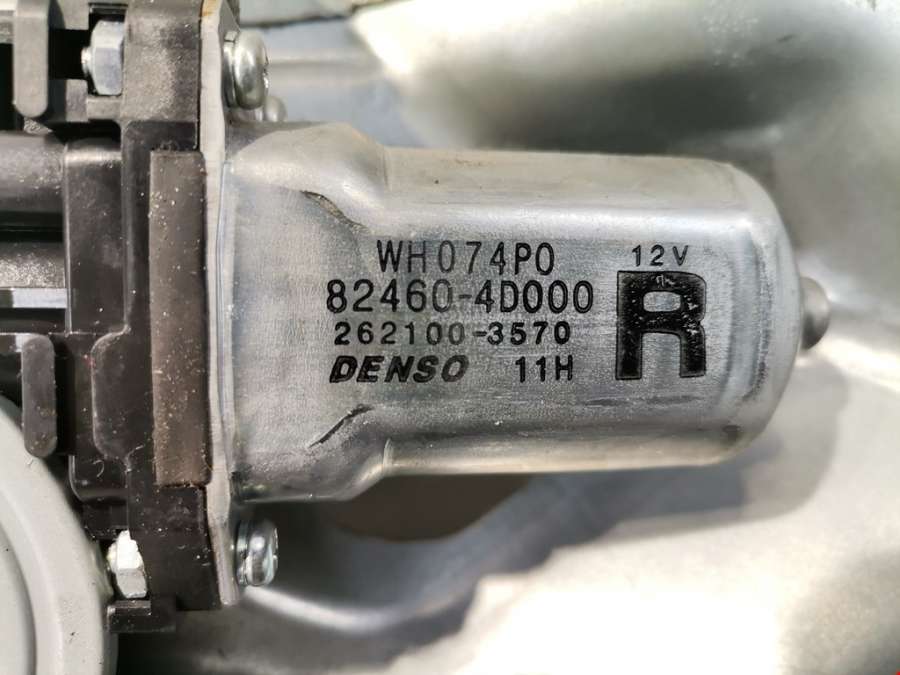 WH074P0
12V
82460-4D000
R
262100-3570
DENSO 11H